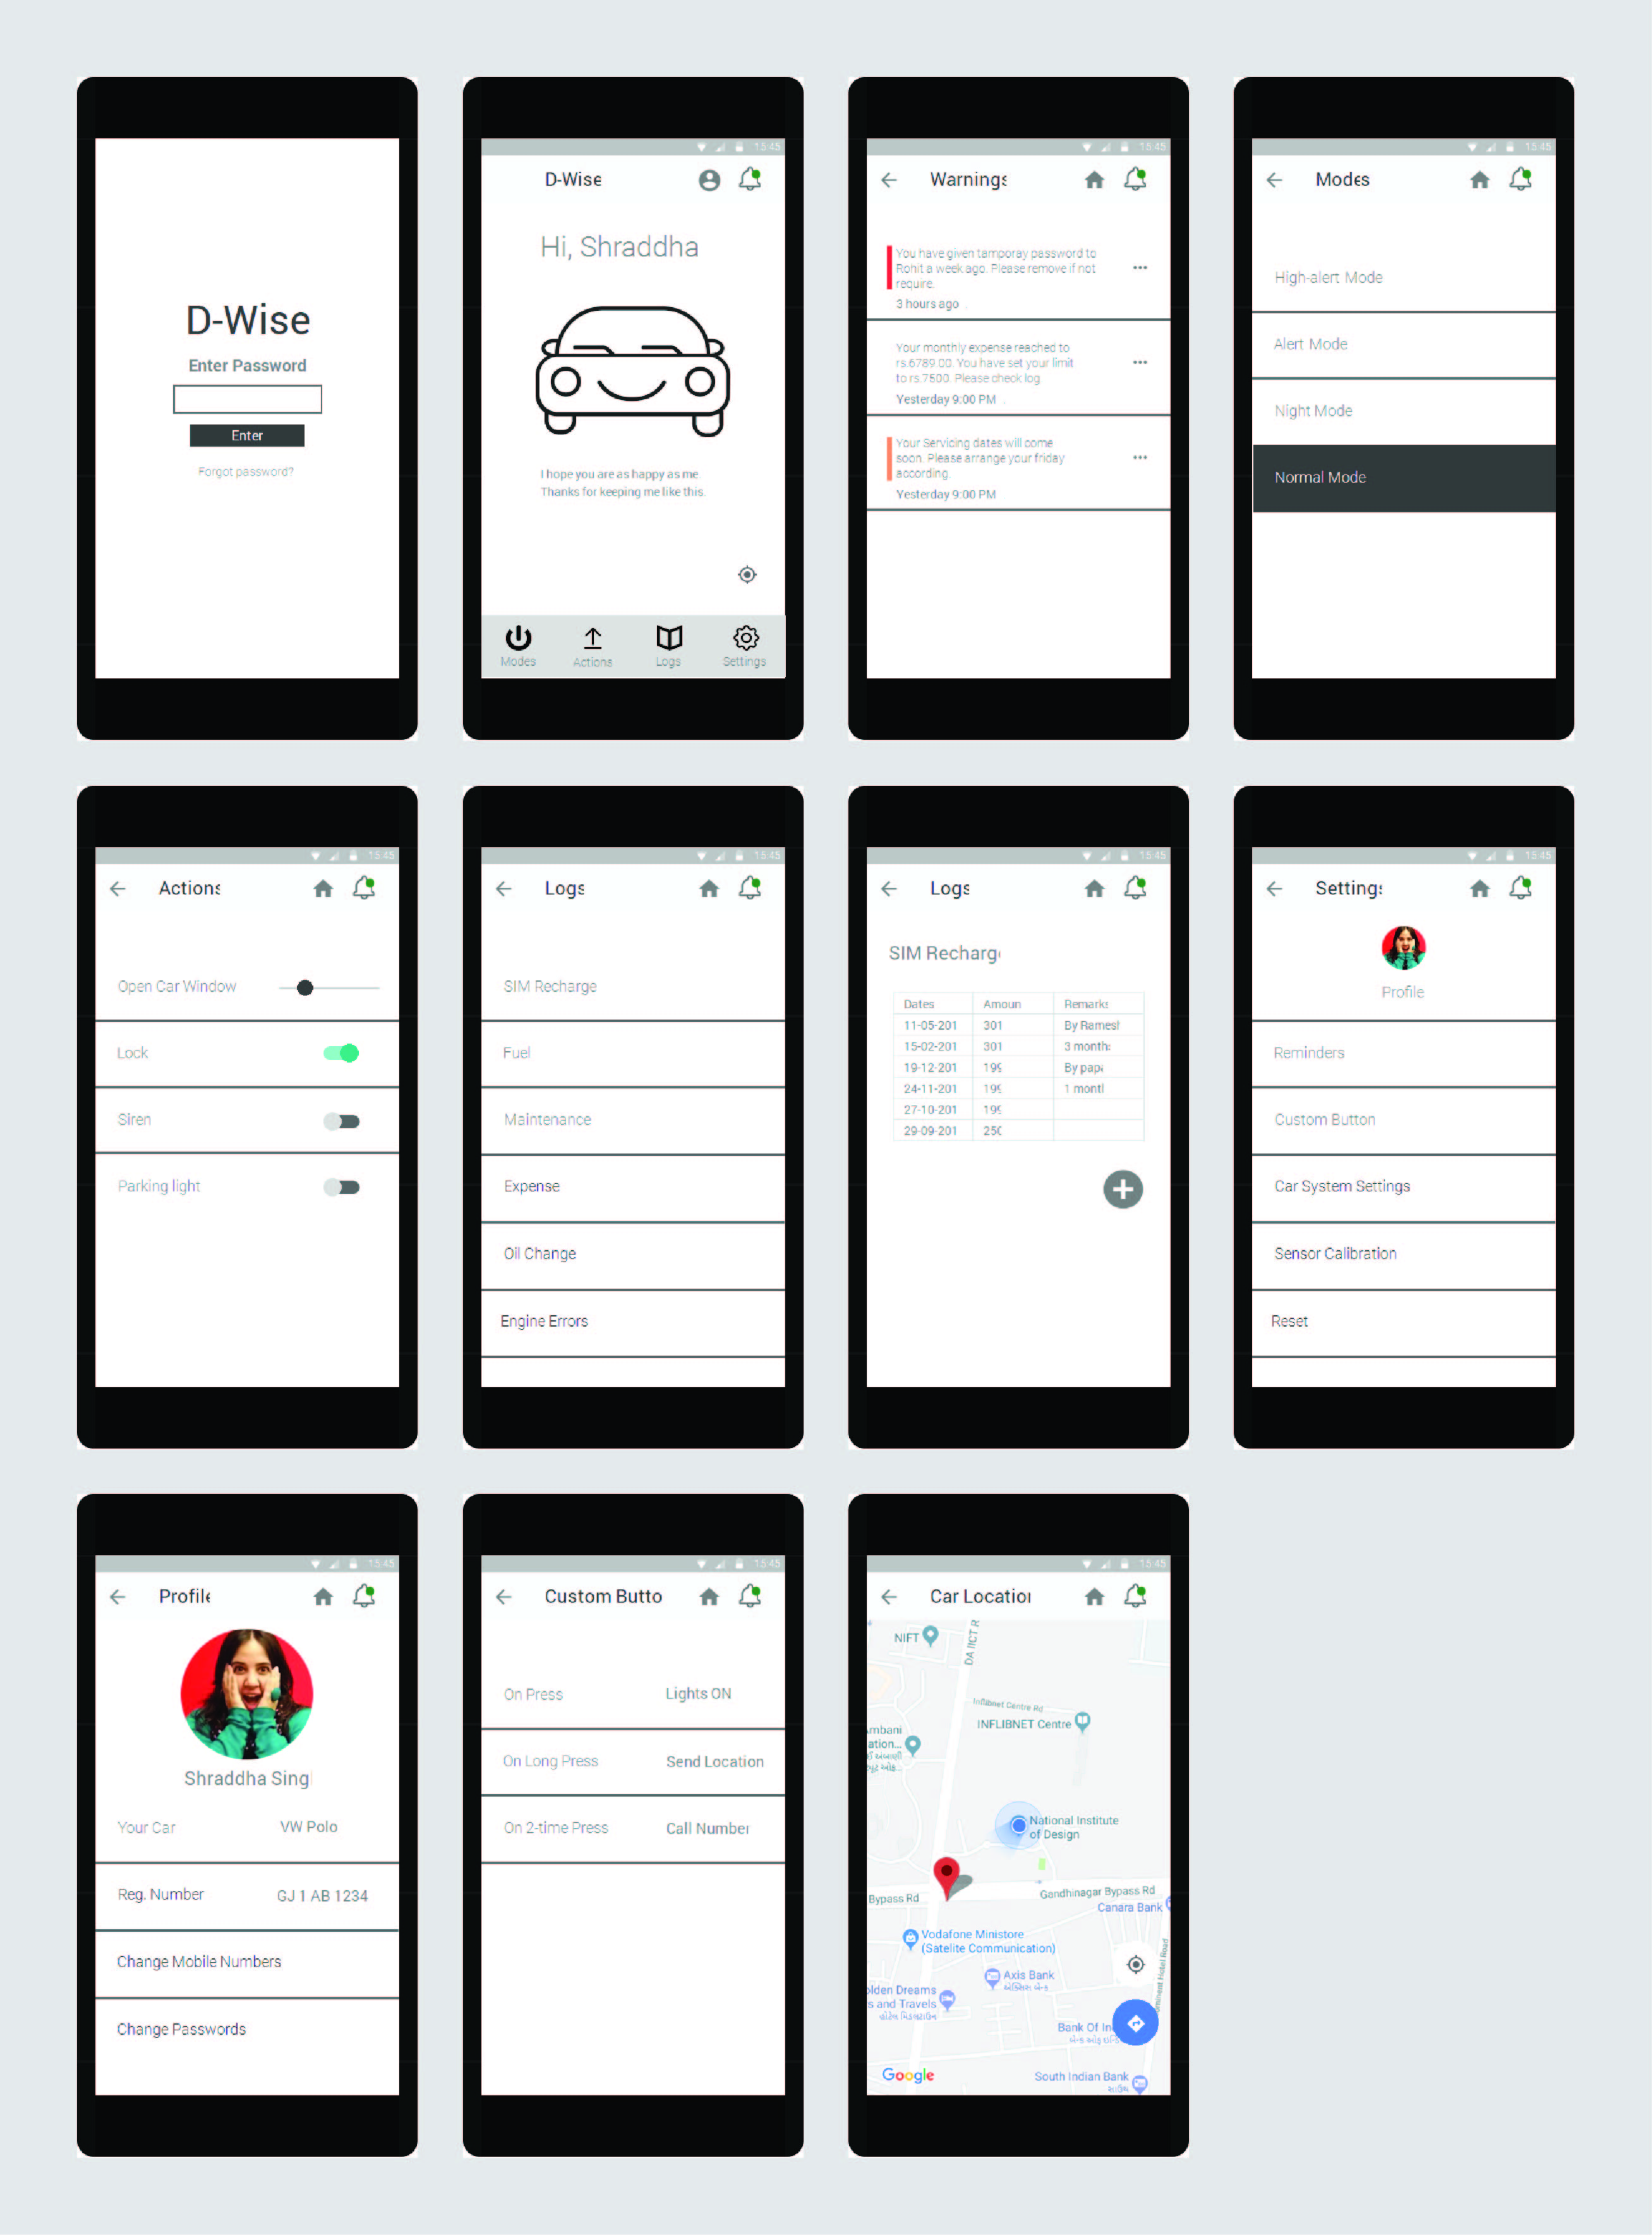 D-Wise
Enter Password
Enter
Forgot password?
15:45
D-Wise
Hi, Shraddha
I hope you are as happy as me.
Thanks for keeping me like this.
Modes
Actions
Logs
Settings
15:45
Warnings
You have given tamporay password to
Rohit a week ago. Please remove if not
require.
3 hours ago
Your monthly expense reached to
rs.6789.00. You have set your limit
to rs.7500. Please check log
Yesterday 9:00 PM
Your Servicing dates will come
soon. Please arrange your friday
according.
Yesterday 9:00 PM
15:45
Modes
High-alert Mode
Alert Mode
Night Mode
Normal Mode
15:45
Actions
Open Car Window
Lock
Siren
Parking light
15:45
Logs
SIM Recharge
Fuel
Maintenance
Expense
Oil Change
Engine Errors
15:45
Logs
SIM Recharg
Dates Amoun Remarks
11-05-201 301 By Ramesh
15-02-201 301 3 months
19-12-201 199 By papa
24-11-201 199 1 month
27-10-201 199
29-09-201 250
15:45
Settings
Profile
Reminders
Custom Button
Car System Settings
Sensor Calibration
Reset
15:45
Profile
Shraddha Sing
Your Car VW Polo
Reg. Number GJ 1 AB 1234
Change Mobile Numbers
Change Passwords
15:45
Custom Butto
On Press Lights ON
On Long Press Send Location
On 2-time Press Call Number
15:45
Car Location
NIFT
DA IICT R
Inflibnet Centre Rd
INFLIBNET Centre
mbani
ation...
National Institute
of Design
Bypass Rd
Gandhinagar Bypass Rd
Canara Bank
Vodafone Ministore
(Satelite Communication)
Axis Bank
lden Dreams
s and Travels
Bank Of In
Google
South Indian Bank